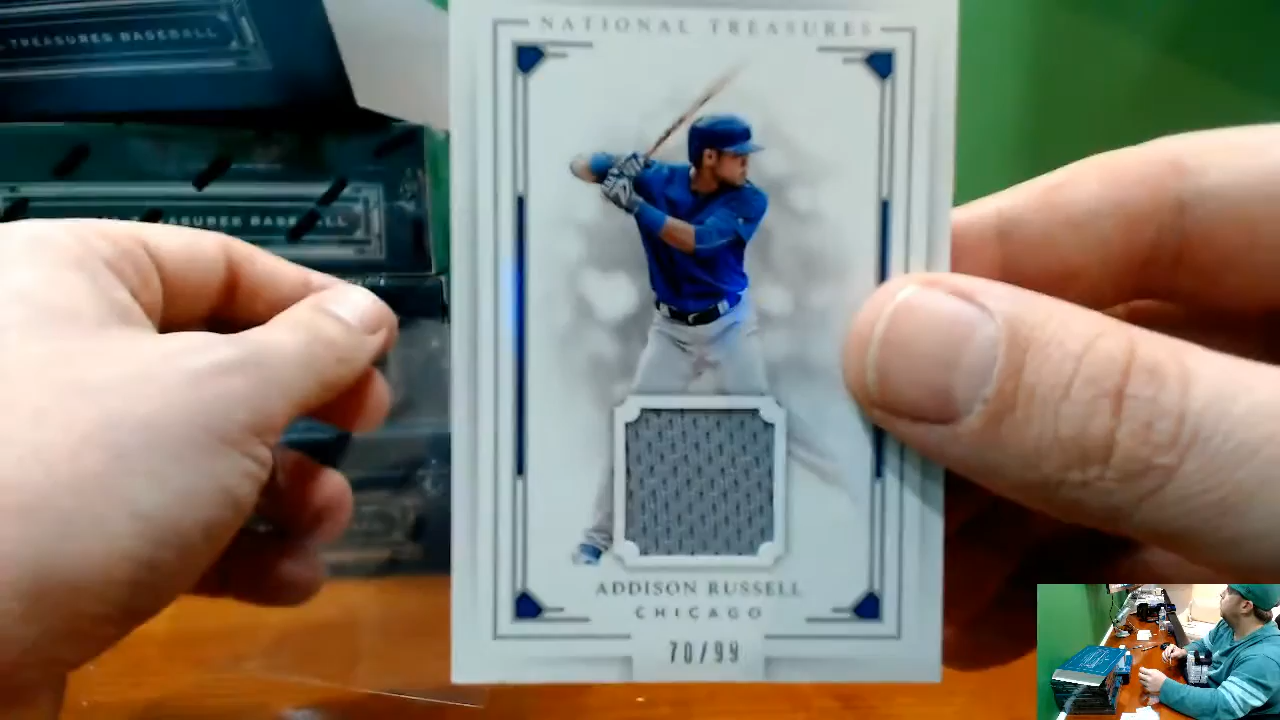 NATIONAL TREASURES
TREASURES BASEBALL
TREASURES BASEBALL
ADDISON RUSSELL
CHICAGO
70/99